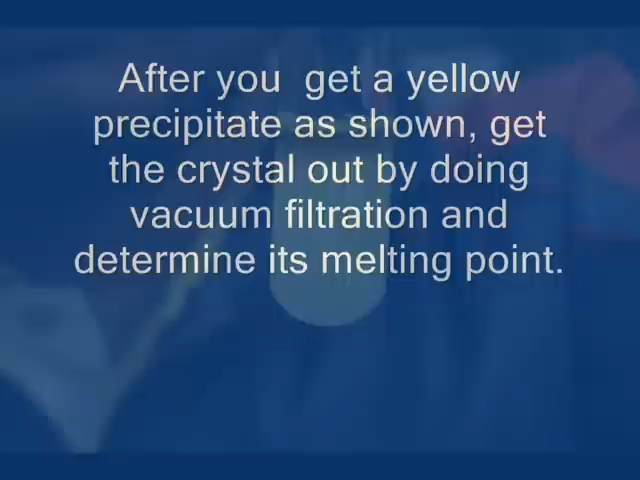 After you  get a yellow
precipitate as shown, get
the crystal out by doing
vacuum filtration and
determine its melting point.